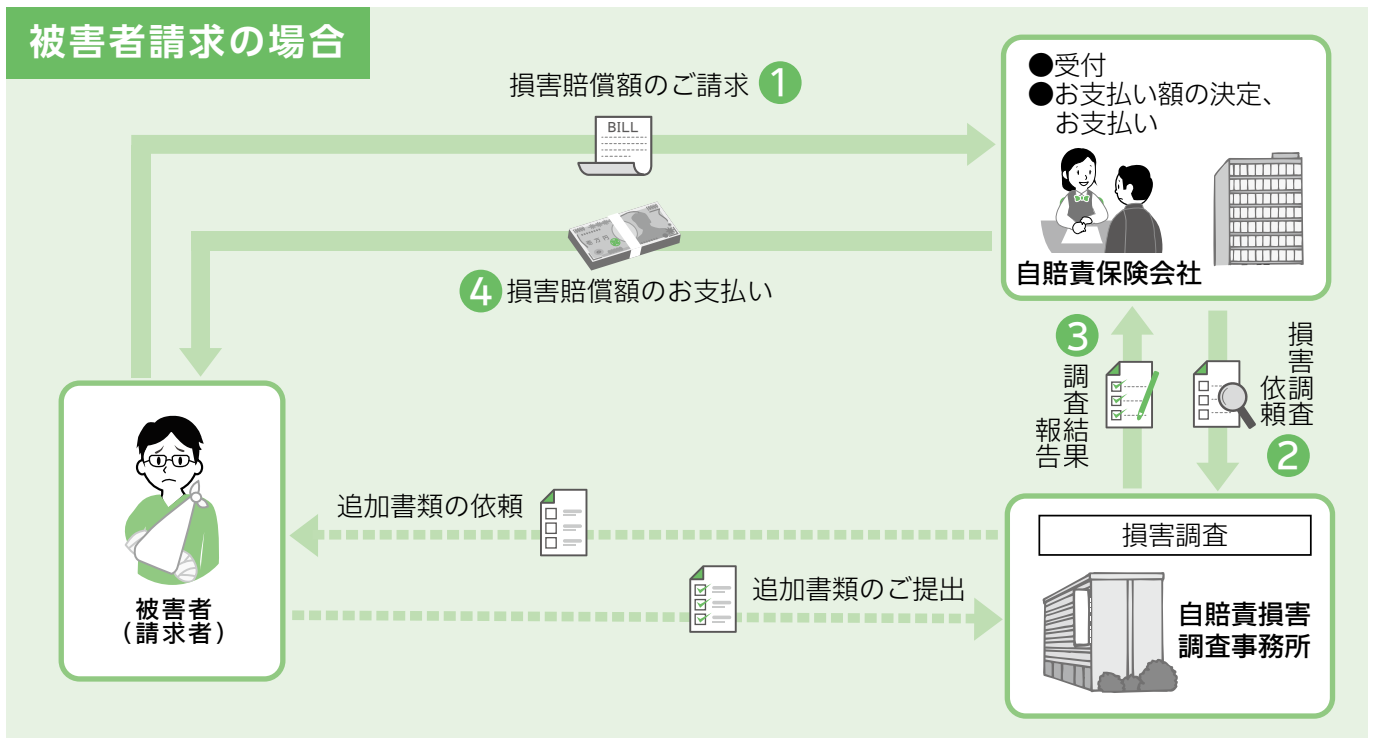 被害者請求の場合
損害賠償額のご請求 1
BILL
●受付
●お支払い額の決定、
お支払い
自賠責保険会社
壱万円
4 損害賠償額のお支払い
3
調査結果
報告
損害調査
依頼
2
被害者
(請求者)
追加書類の依頼
追加書類のご提出
損害調査
自賠責損害
調査事務所